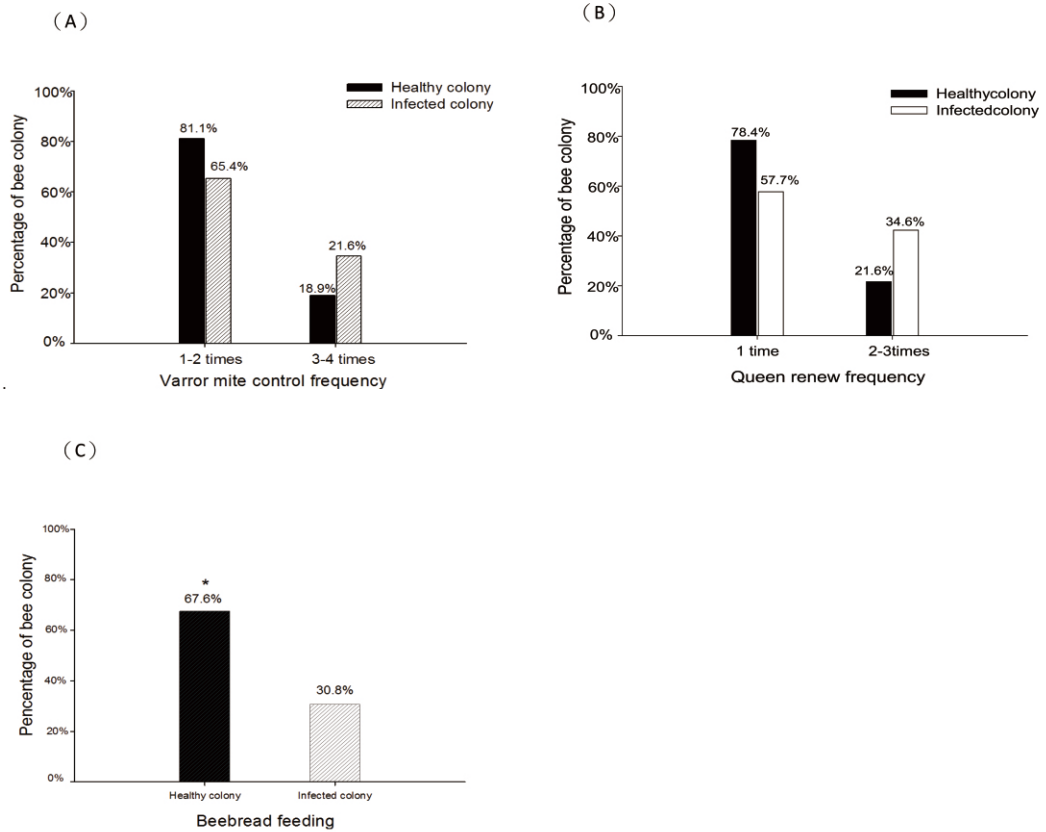 （A）
Healthy colony
Infected colony
Percentage of bee colony
100%
80%
60%
40%
20%
0%
81.1%
65.4%
18.9%
21.6%
1-2 times
3-4 times
Varror mite control frequency
.
（B）
Healthycolony
Infectedcolony
Percentage of bee colony
100%
80%
60%
40%
20%
0%
78.4%
57.7%
21.6%
34.6%
1 time
2-3times
Queen renew frequency
（C）
Pencentage of bee colony
100%
80%
60%
40%
20%
0%
*
67.6%
30.8%
Healthy colony
Infected colony
Beebread feeding